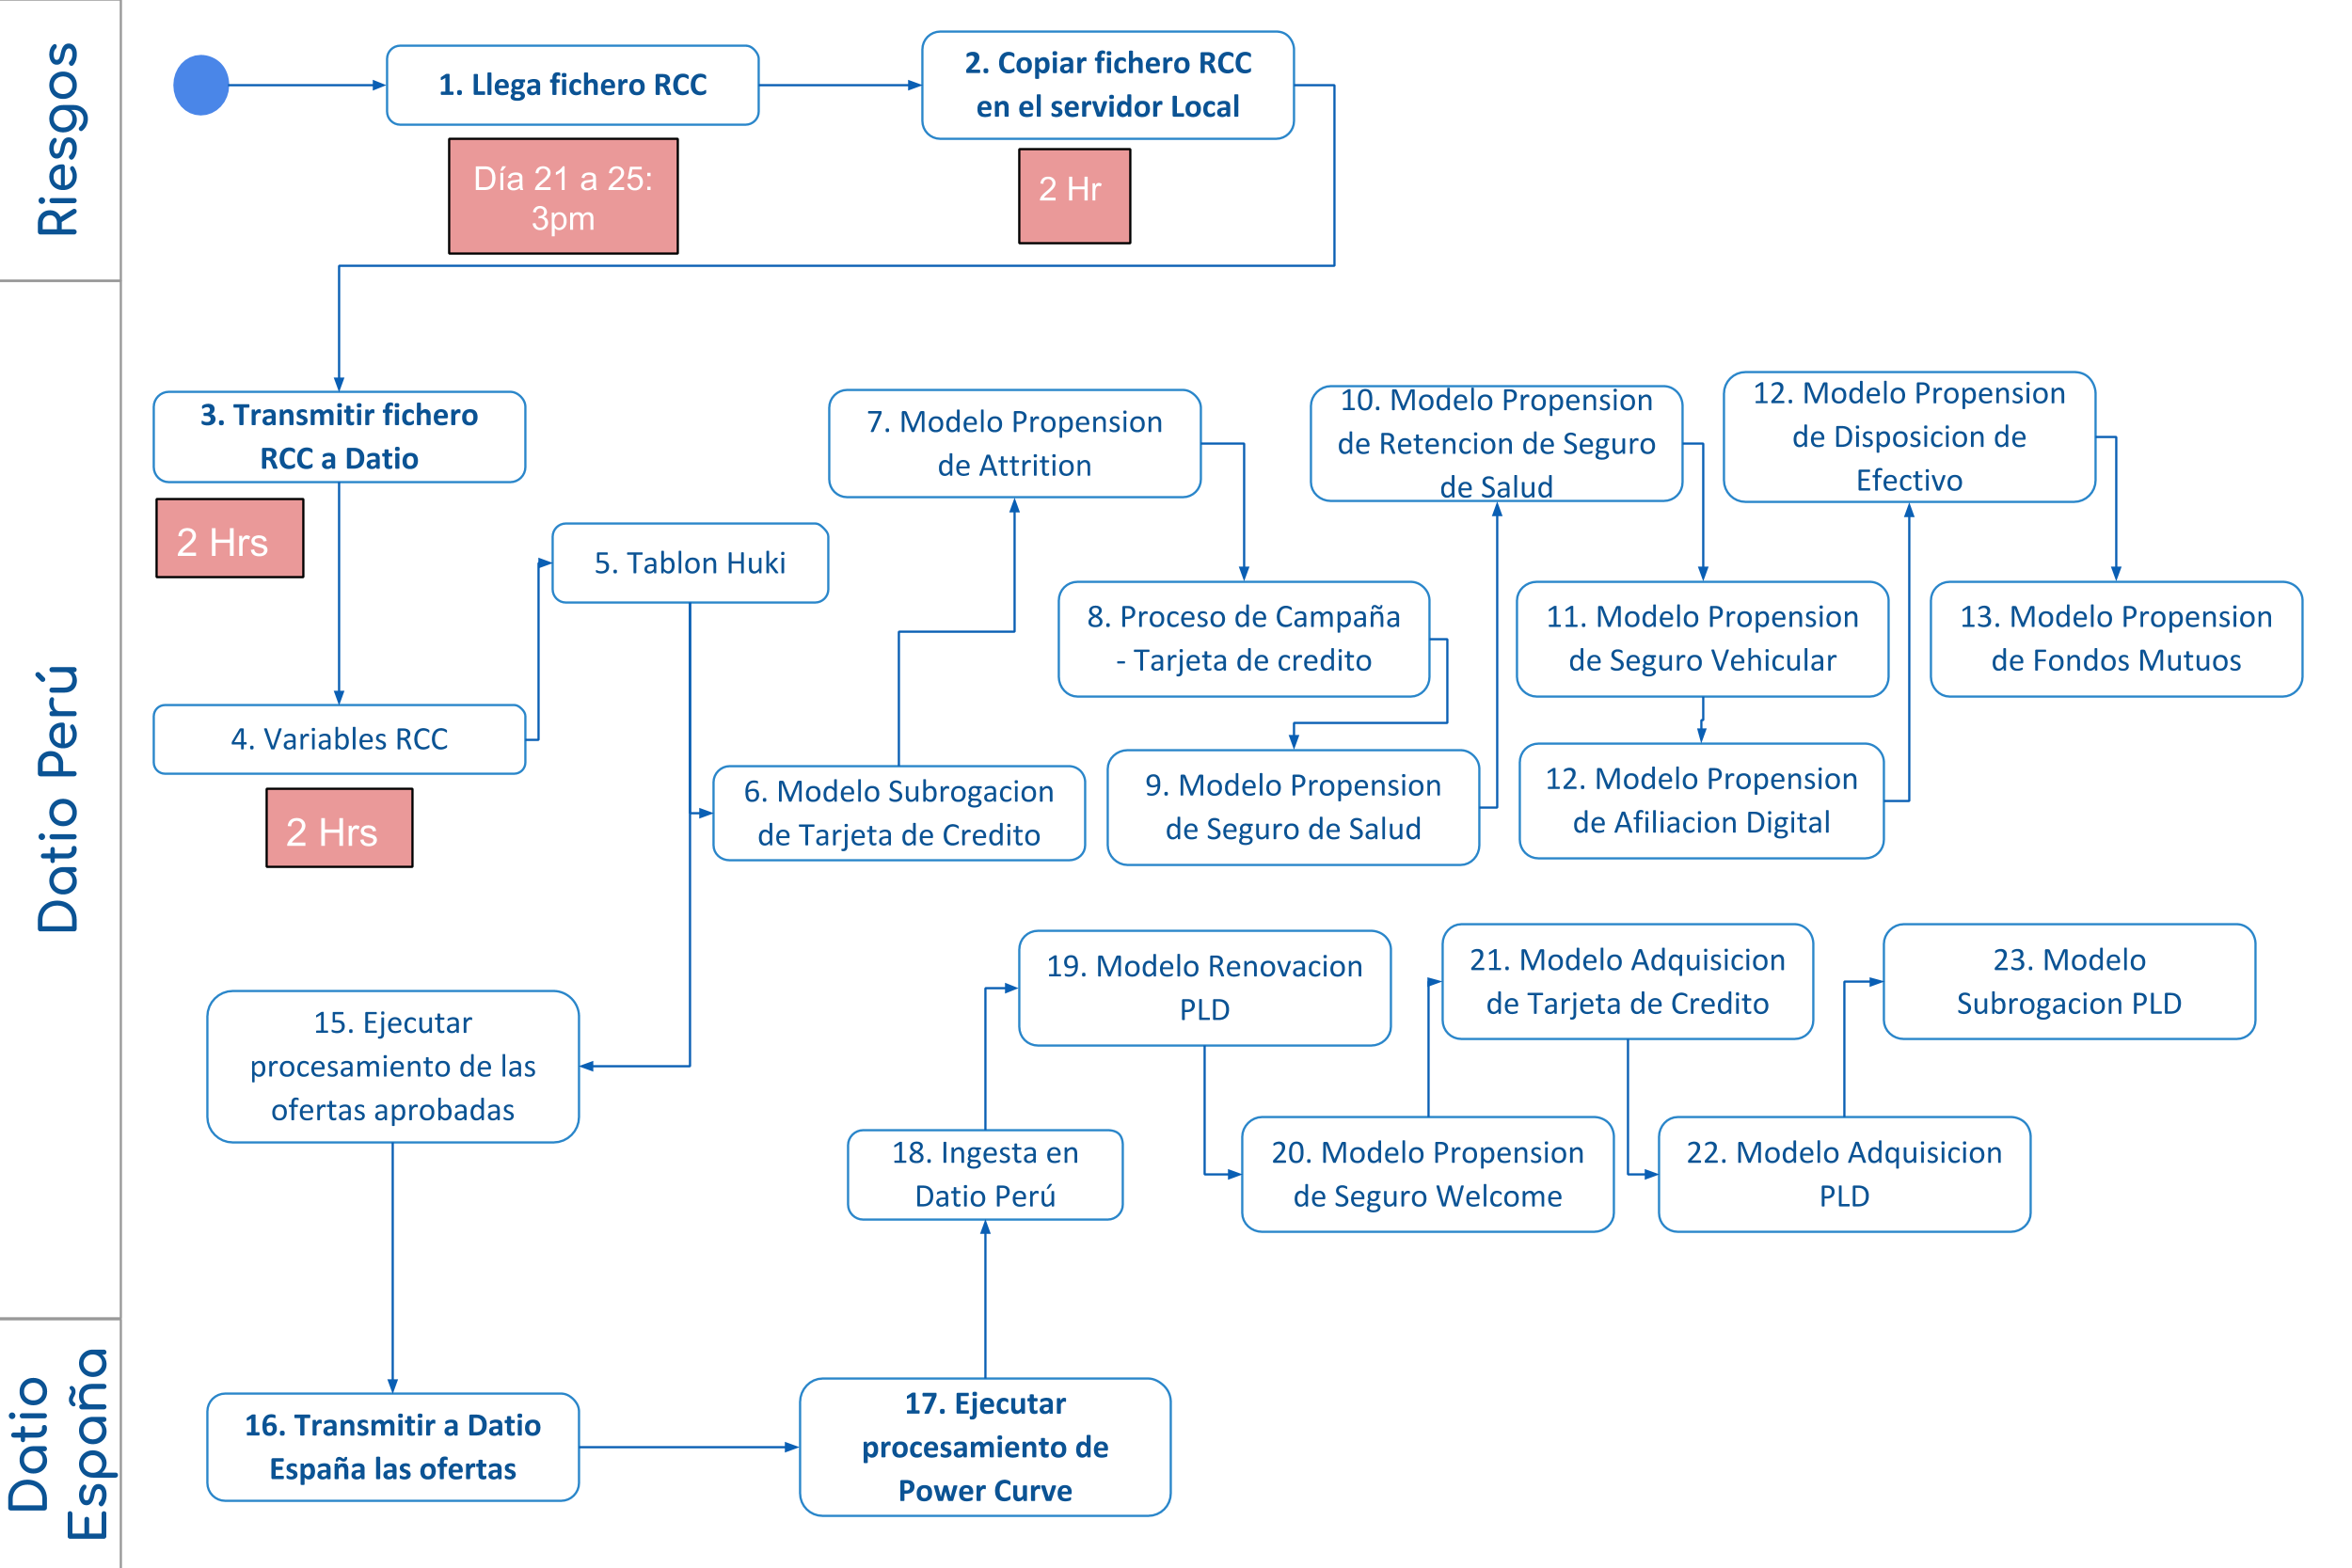 Riesgos
1. Llega fichero RCC
Día 21 a 25:
3pm
2. Copiar fichero RCC
en el servidor Local
2 Hr
Datio Perú
3. Transmitir fichero
RCC a Datio
2 Hrs
4. Variables RCC
2 Hrs
5. Tablon Huki
6. Modelo Subrogacion
de Tarjeta de Credito
7. Modelo Propension
de Attrition
8. Proceso de Campaña
- Tarjeta de credito
9. Modelo Propension
de Seguro de Salud
10. Modelo Propension
de Retencion de Seguro
de Salud
11. Modelo Propension
de Seguro Vehicular
12. Modelo Propension
de Afiliacion Digital
12. Modelo Propension
de Disposicion de
Efectivo
13. Modelo Propension
de Fondos Mutuos
15. Ejecutar
procesamiento de las
ofertas aprobadas
Datio
España
16. Transmitir a Datio
España las ofertas
17. Ejecutar
procesamiento de
Power Curve
18. Ingesta en
Datio Perú
19. Modelo Renovacion
PLD
20. Modelo Propension
de Seguro Welcome
21. Modelo Adquisicion
de Tarjeta de Credito
22. Modelo Adquisicion
PLD
23. Modelo
Subrogacion PLD